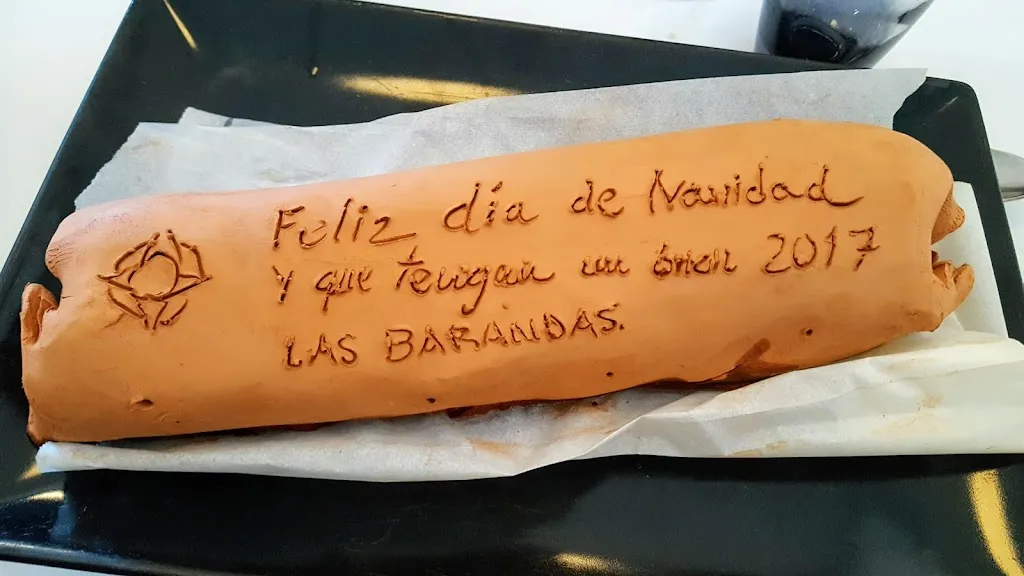 Feliz día de Navidad
Y que tengan un buen 2017
LAS BARANDAS.